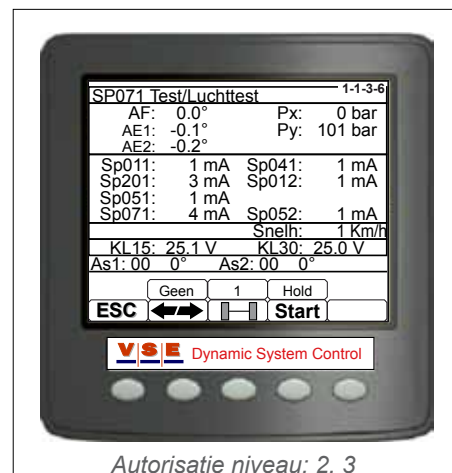 SP071 Test/Luchttest 1-1-3-6
AF: 0.0° Px: 0 bar
AE1: -0.1° Py: 101 bar
AE2: -0.2°
Sp011: 1 mA Sp041: 1 mA
Sp201: 3 mA Sp012: 1 mA
Sp051: 1 mA
Sp071: 4 mA Sp052: 1 mA
Snelh: 1 Km/h
KL15: 25.1 V KL30: 25.0 V
As1: 00 0° As2: 00 0°
Geen 1 Hold
ESC Start
VSE Dynamic System Control
Autorisatie niveau: 2, 3